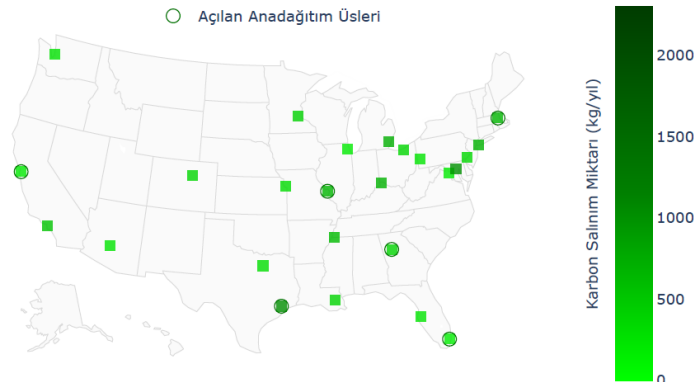 Açılan Anadağıtım Üsleri
Karbon Salınım Miktarı (kg/yıl)
2000
1500
1000
500
0